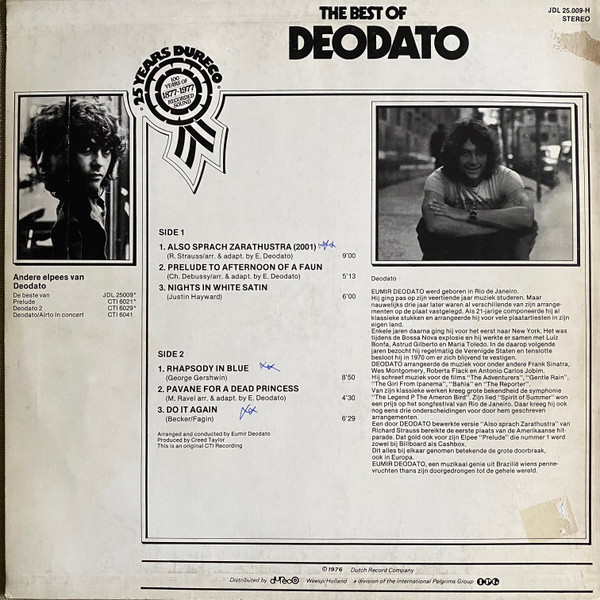 THE BEST OF
DEODATO
JDL 25.009-H
STEREO
25 YEARS DURECO
100
YEARS OF
1877-1977
RECORDED
SOUND
SIDE 1
1. ALSO SPRACH ZARATHUSTRA (2001)
(R. Strauss/arr. & adapt. by E. Deodato) 9'00
2. PRELUDE TO AFTERNOON OF A FAUN
(Ch. Debussy/arr. & adapt. by E. Deodato) 5'13
3. NIGHTS IN WHITE SATIN
(Justin Hayward) 6'00
SIDE 2
1. RHAPSODY IN BLUE
(George Gershwin) 8'50
2. PAVANE FOR A DEAD PRINCESS
(M. Ravel arr. & adapt. by E. Deodato) 4'30
3. DO IT AGAIN
(Becker/Fagin) 6'29
Arranged and conducted by Eumir Deodato
Produced by Creed Taylor
This is an original CTI Recording
Andere elpees van
Deodato
De beste van JDL 25009*
Prelude CTI 6021*
Deodato 2 CTI 6029*
Deodato/Airto In concert CTI 6041
Deodato
EUMIR DEODATO werd geboren in Rio de Janeiro.
Hij ging pas op zijn veertiende jaar muziek studeren. Maar
nauwelijks drie jaar later waren al verschillende van zijn arrange-
menten op de plaat vastgelegd. Als 21-jarige componeerde hij al
klassieke stukken en arrangeerde hij voor vele plaatartiesten in zijn
eigen land.
Enkele jaren daarna ging hij voor het eerst naar New York. Het was
tijdens de Bossa Nova explosie en hij werkte er samen met Luiz
Bonfa, Astrud Gilberto en Maria Toledo. In de daarop volgende
jaren bezocht hij regelmatig de Verenigde Staten en tenslotte
besloot hij in 1970 om er zich blijvend te vestigen.
DEODATO arrangeerde de muziek voor onder andere Frank Sinatra,
Wes Montgomery, Roberta Flack en Antonio Carlos Jobim.
Hij schreef muziek voor de films "The Adventurers", "Gentle Rain",
"The Girl From Ipanema", "Bahia" en "The Reporter".
Van zijn klassieke werken kreeg grote bekendheid de symphonie
"The Legend P The Ameron Bird". Zijn lied "Spirit of Summer" won
een prijs op het songfestival van Rio de Janeiro. Daar kreeg hij ook
nog eens drie onderscheidingen voor door hem geschreven
arrangementen.
Een door DEODATO bewerkte versie "Also sprach Zarathustra" van
Richard Strauss bereikte de eerste plaats van de Amerikaanse hit-
parade. Dat gold ook voor zijn Elpee "Prelude" die nummer 1 werd
zowel bij Billboard als Cashbox.
Dit alles bij elkaar genomen betekende de grote doorbraak,
ook in Europa.
EUMIR DEODATO, een muzikaal genie uit Brazilië wiens penne-
vruchten thans zijn doorgedrongen tot de gehele wereld.
©1976 Dutch Record Company
Distributed by dureco Weesp/Holland a division of the International Pelgrims Group IPG